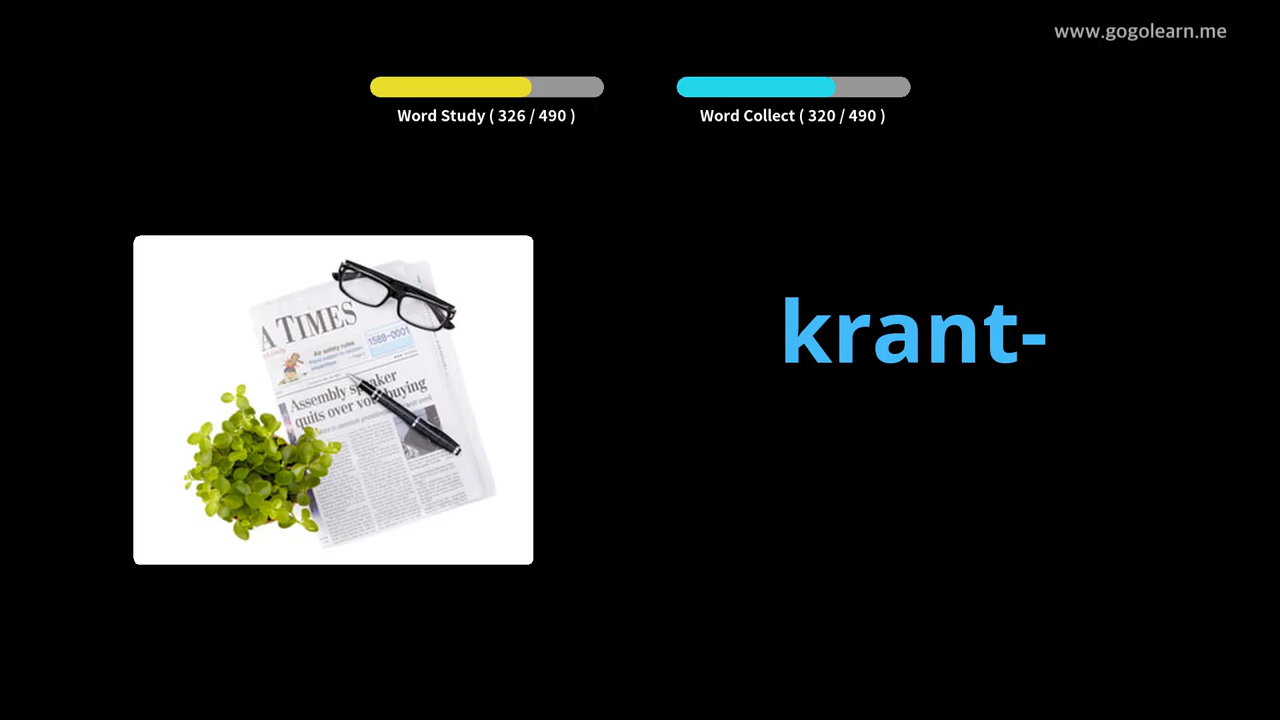 www.gogolearn.me
Word Study ( 326 / 490 )
Word Collect ( 320 / 490 )
krant-
A TIMES
Air safety rules
1588-0001
Assembly speaker
quits over vote buying